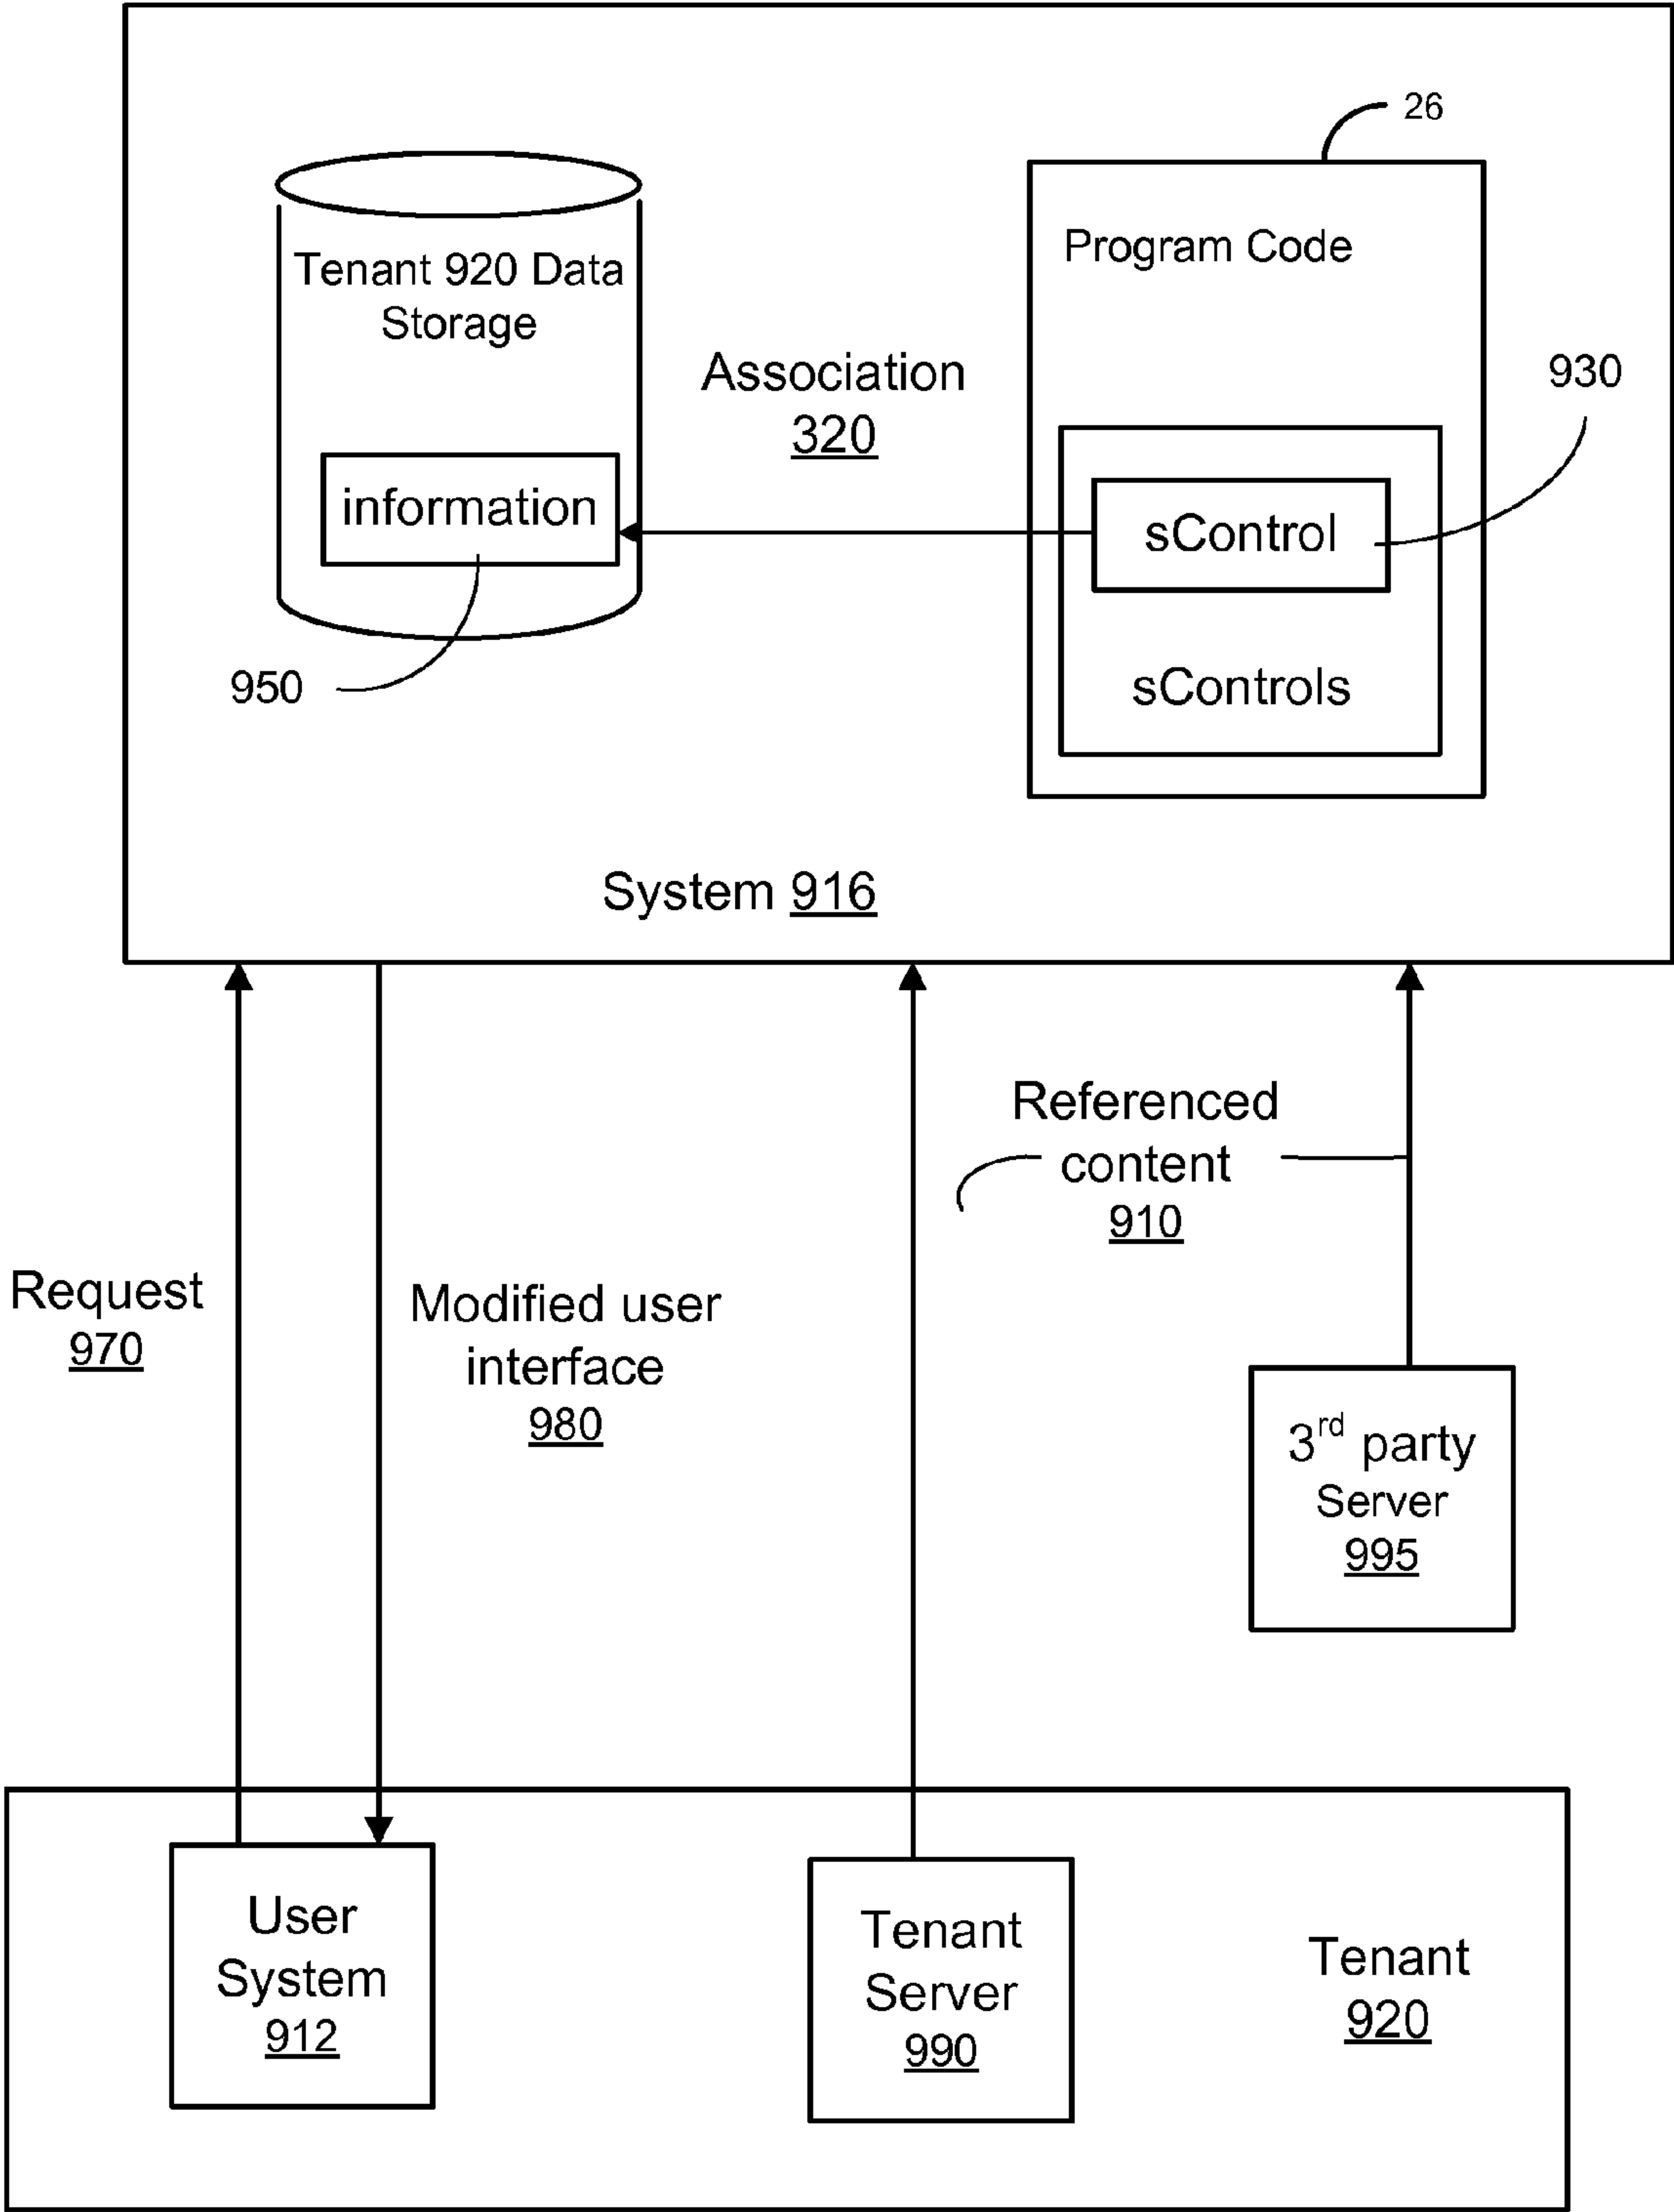 26
Program Code
Tenant 920 Data
Storage
Association
320
930
information
sControl
950
sControls
System 916
Referenced
content
910
Request
970
Modified user
interface
980
3rd party
Server
995
User
System
912
Tenant
Server
990
Tenant
920